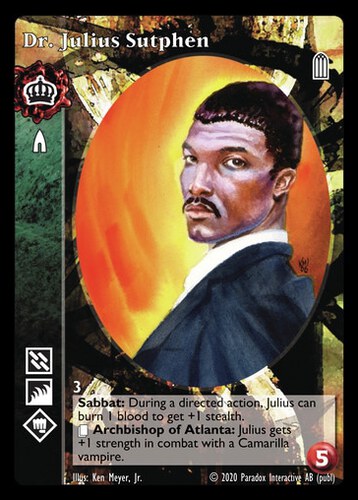 Dr. Julius Sutphen
3
Sabbat: During a directed action, Julius can
burn 1 blood to get +1 stealth.
Archbishop of Atlanta: Julius gets
+1 strength in combat with a Camarilla
vampire.
5
Illus: Ken Meyer, Jr. © 2020 Paradox Interactive AB (publ)